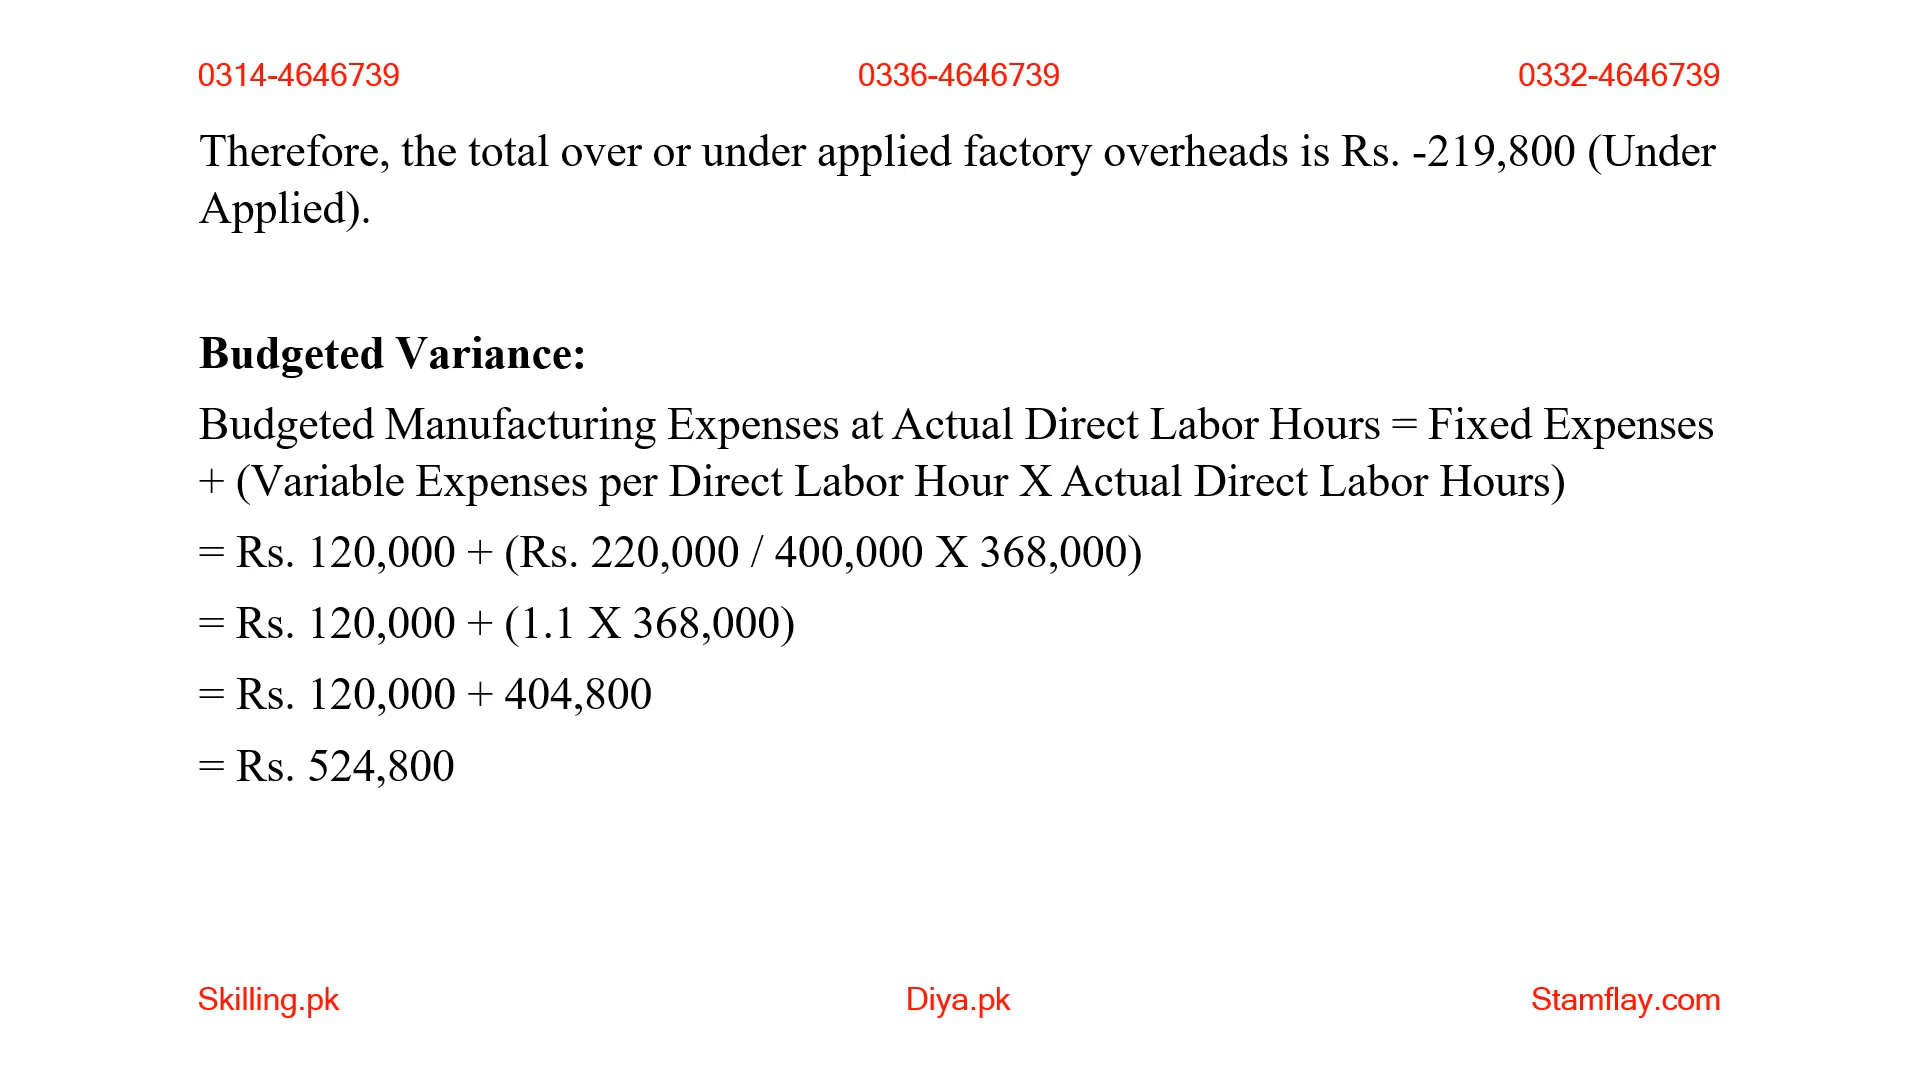 0314-4646739 0336-4646739 0332-4646739
Therefore, the total over or under applied factory overheads is Rs. -219,800 (Under
Applied).
Budgeted Variance:
Budgeted Manufacturing Expenses at Actual Direct Labor Hours = Fixed Expenses
+ (Variable Expenses per Direct Labor Hour X Actual Direct Labor Hours)
= Rs. 120,000 + (Rs. 220,000 / 400,000 X 368,000)
= Rs. 120,000 + (1.1 X 368,000)
= Rs. 120,000 + 404,800
= Rs. 524,800
Skilling.pk Diya.pk Stamflay.com